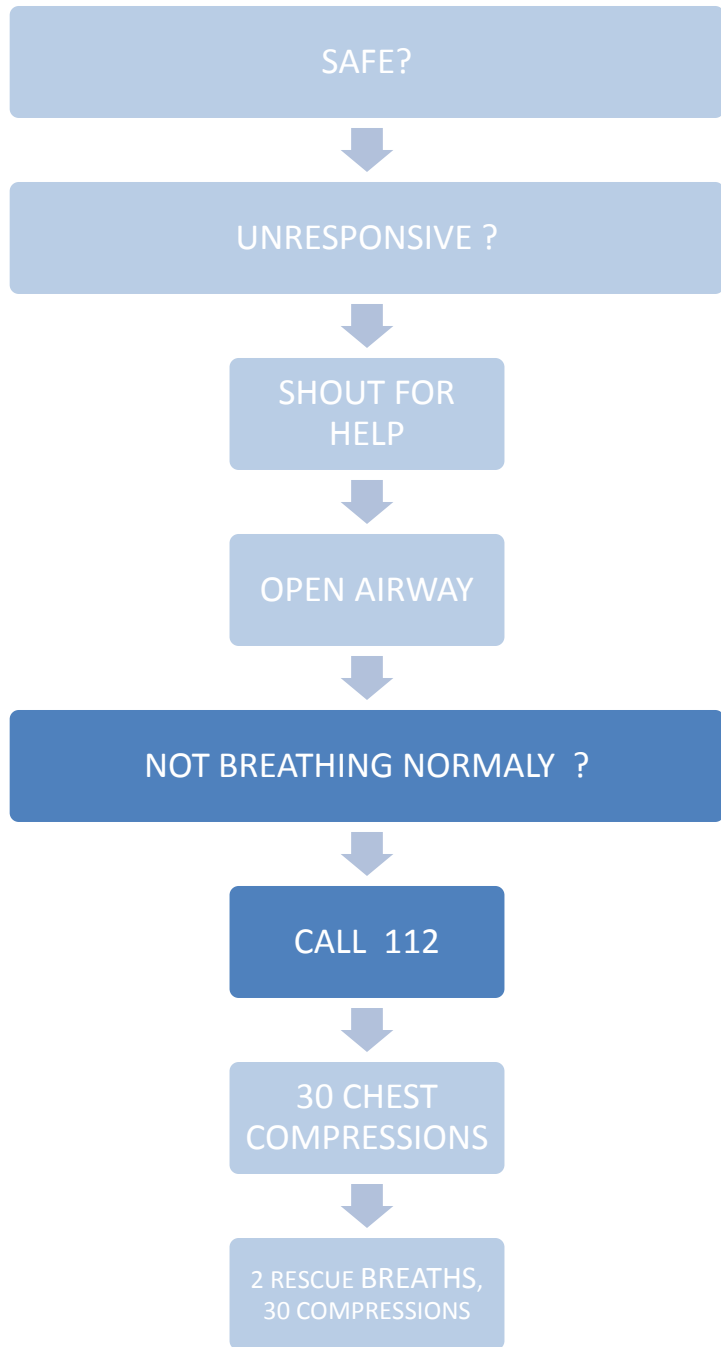 SAFE?
UNRESPONSIVE ?
SHOUT FOR
HELP
OPEN AIRWAY
NOT BREATHING NORMALY ?
CALL 112
30 CHEST
COMPRESSIONS
2 RESCUE BREATHS,
30 COMPRESSIONS